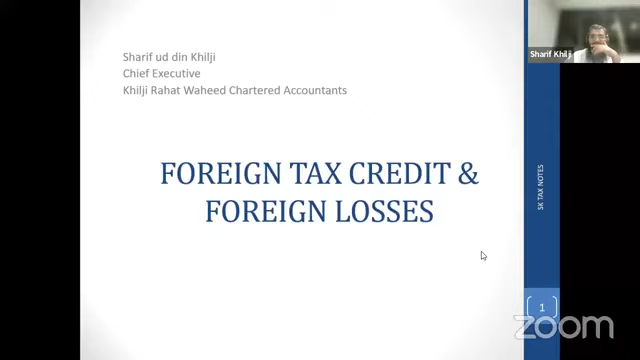 Sharif ud din Khilji
Chief Executive
Khilji Rahat Waheed Chartered Accountants
FOREIGN TAX CREDIT &
FOREIGN LOSSES
Sharif Khilji
SK TAX NOTES
1
zoom